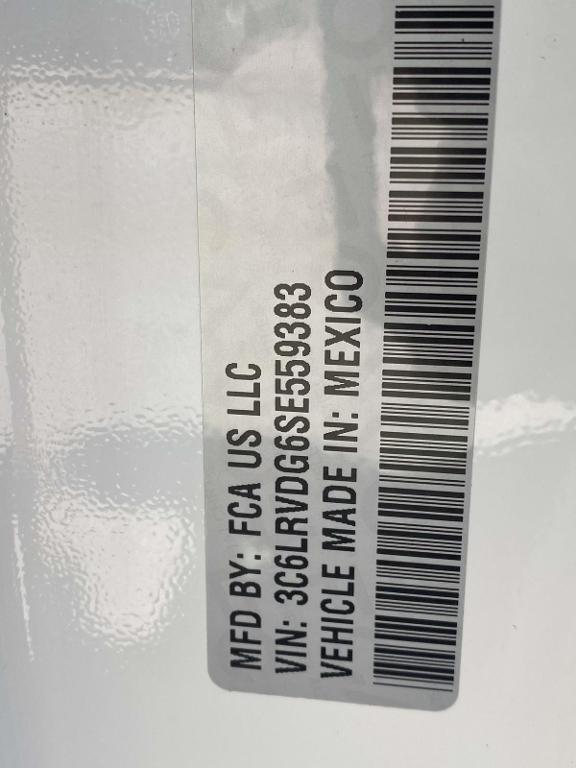 MFD BY: FCA US LLC
VIN: 3C6LRVDG6SE559383
VEHICLE MADE IN: MEXICO